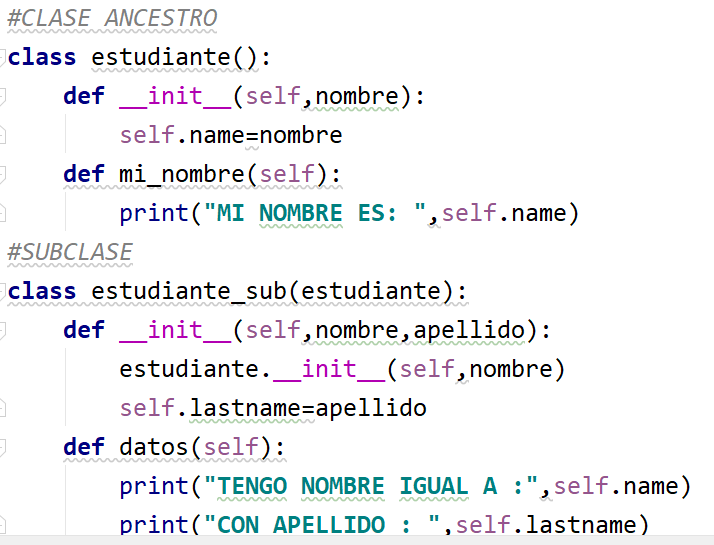 #CLASE ANCESTRO
class estudiante():
    def __init__(self,nombre):
        self.name=nombre
    def mi_nombre(self):
        print("MI NOMBRE ES: ",self.name)
#SUBCLASE
class estudiante_sub(estudiante):
    def __init__(self,nombre,apellido):
        estudiante.__init__(self,nombre)
        self.lastname=apellido
    def datos(self):
        print("TENGO NOMBRE IGUAL A :",self.name)
        print("CON APELLIDO : ",self.lastname)